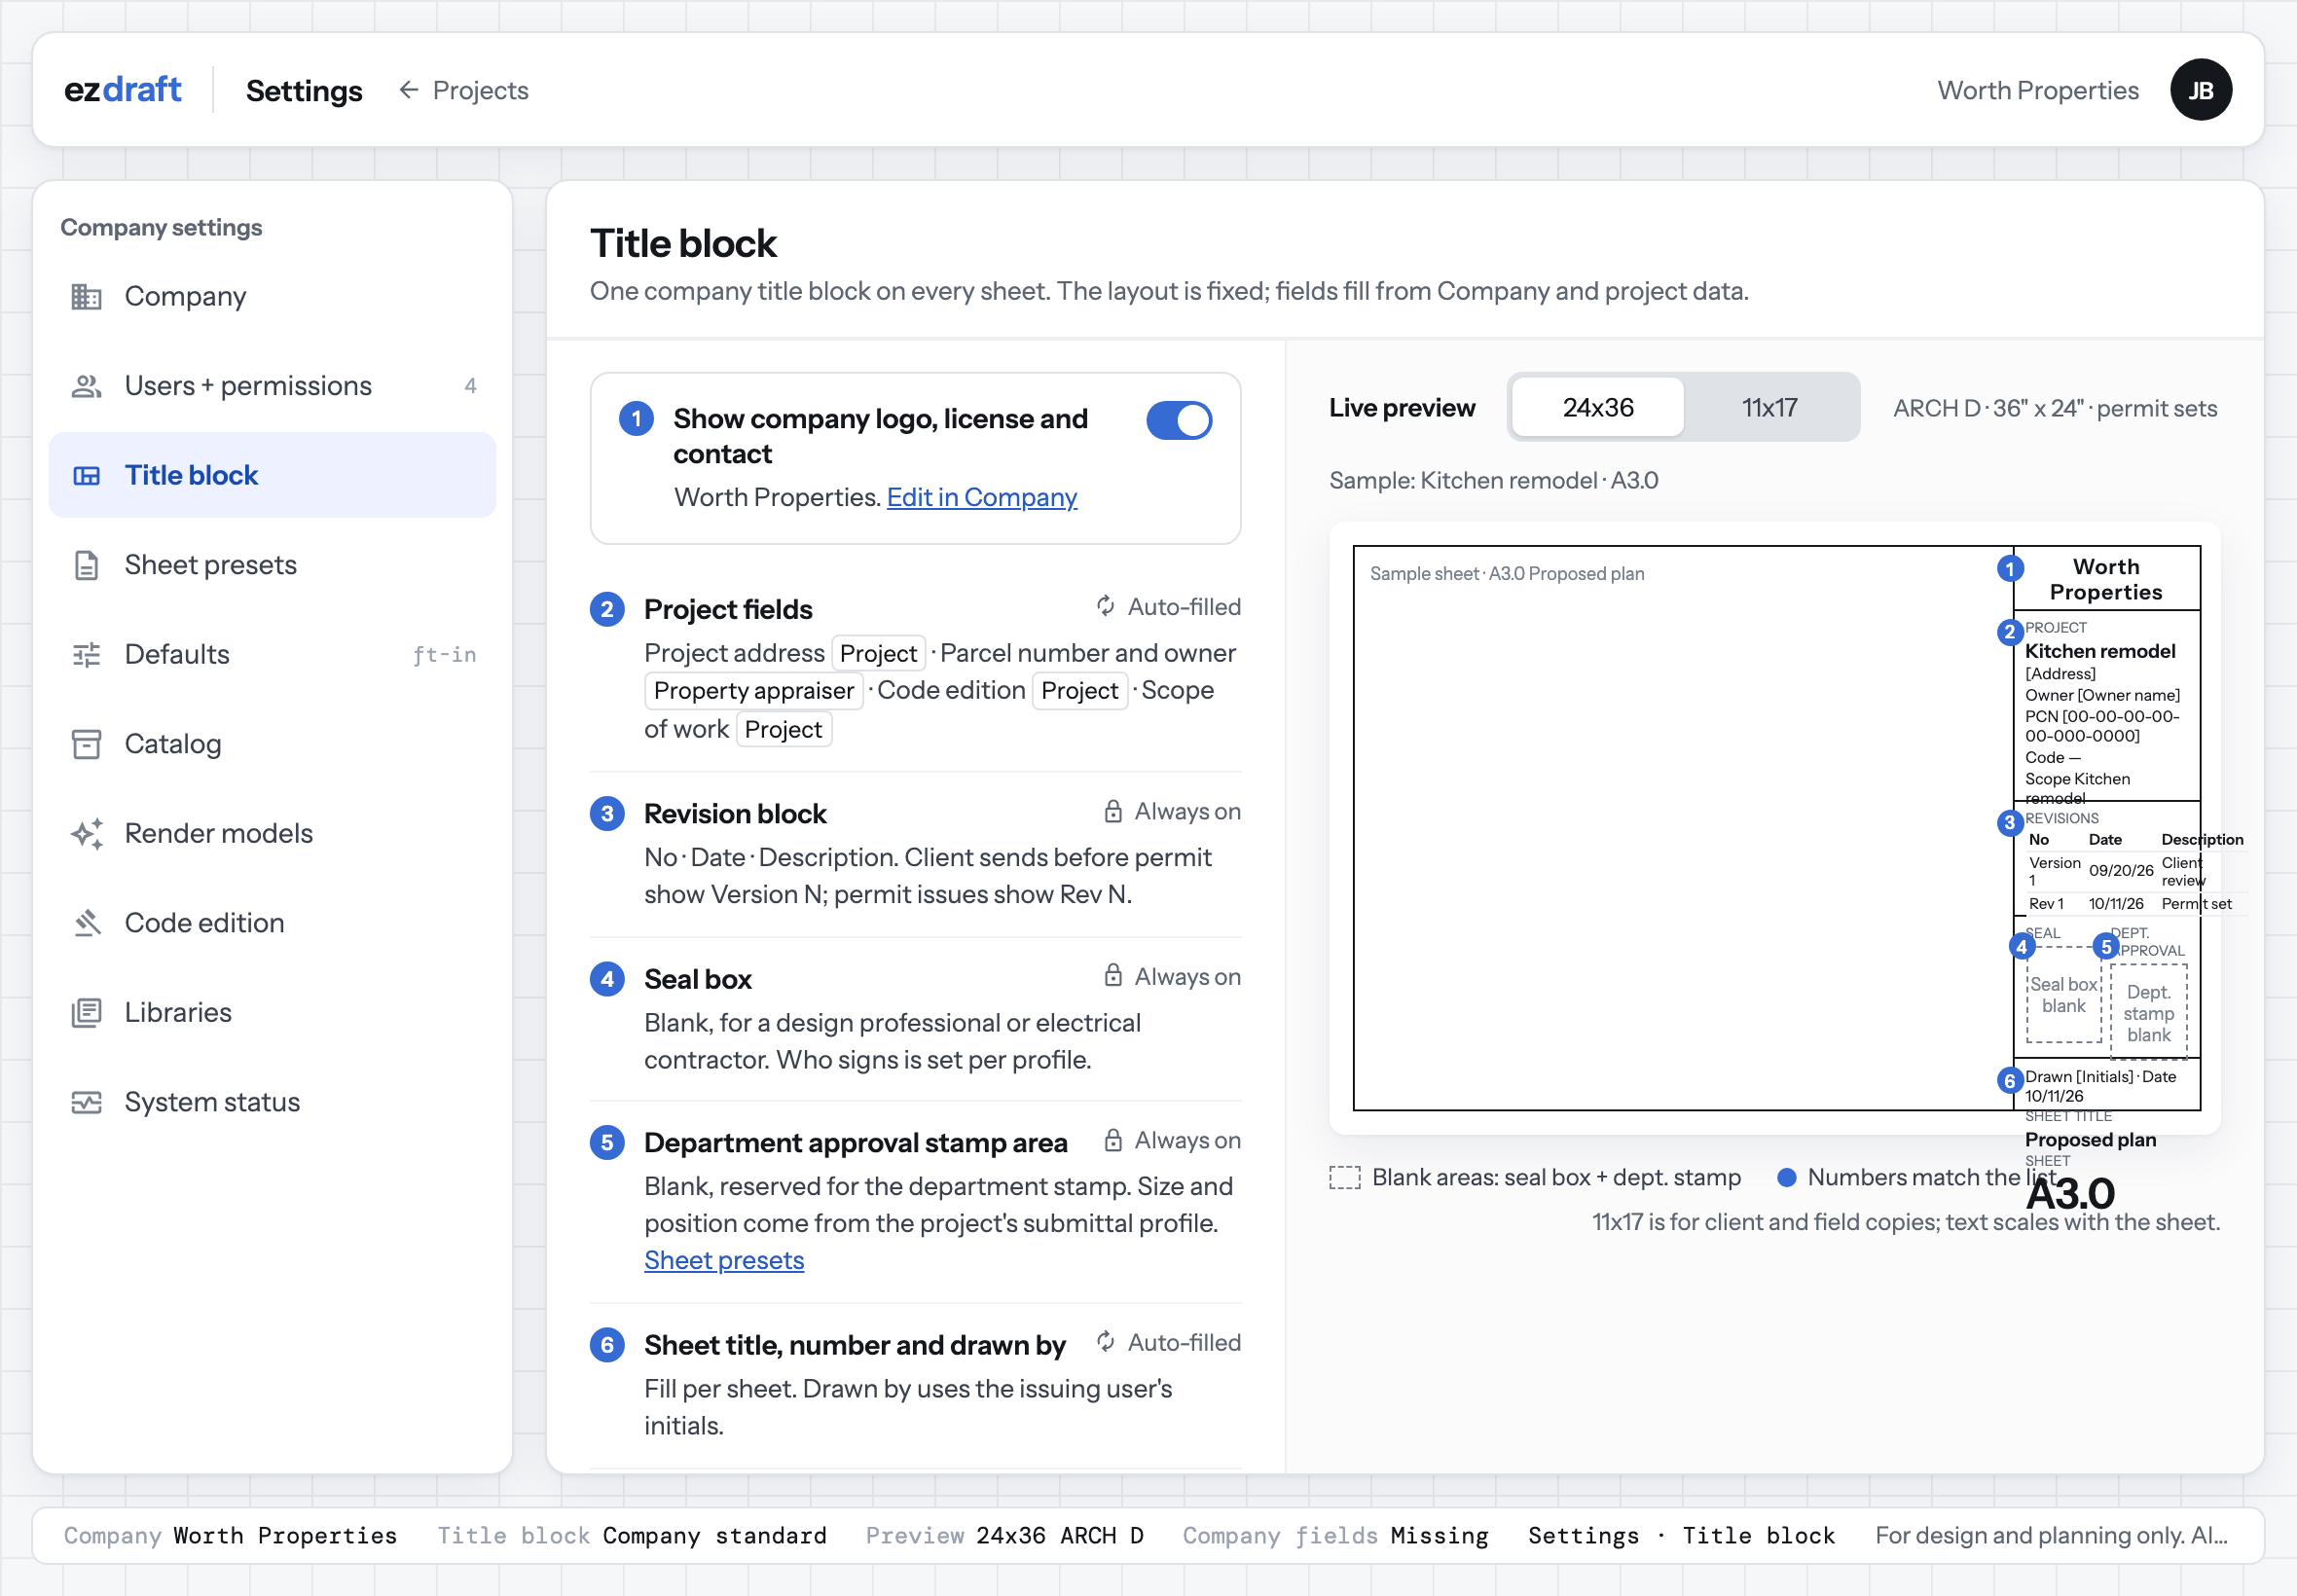 ezdraft
Settings
← Projects
Worth Properties
JB
Company settings
Company
Users + permissions 4
Title block
Sheet presets
Defaults ft-in
Catalog
Render models
Code edition
Libraries
System status
Title block
One company title block on every sheet. The layout is fixed; fields fill from Company and project data.
1 Show company logo, license and
contact
Worth Properties. Edit in Company
2 Project fields Auto-filled
Project address Project · Parcel number and owner
Property appraiser · Code edition Project · Scope
of work Project
3 Revision block Always on
No · Date · Description. Client sends before permit
show Version N; permit issues show Rev N.
4 Seal box Always on
Blank, for a design professional or electrical
contractor. Who signs is set per profile.
5 Department approval stamp area Always on
Blank, reserved for the department stamp. Size and
position come from the project's submittal profile.
Sheet presets
6 Sheet title, number and drawn by Auto-filled
Fill per sheet. Drawn by uses the issuing user's
initials.
Live preview 24x36 11x17 ARCH D · 36" x 24" · permit sets
Sample: Kitchen remodel · A3.0
Sample sheet · A3.0 Proposed plan
1 Worth
Properties
2 PROJECT
Kitchen remodel
[Address]
Owner [Owner name]
PCN [00-00-00-00-
00-000-0000]
Code —
Scope Kitchen
remodel
3 REVISIONS
No Date Description
Version 1 09/20/26 Client review
Rev 1 10/11/26 Permit set
4 SEAL
Seal box
blank
5 DEPT.
APPROVAL
Dept.
stamp
blank
6 Drawn [Initials] · Date
10/11/26
SHEET TITLE
Proposed plan
SHEET
A3.0
Blank areas: seal box + dept. stamp
Numbers match the list.
11x17 is for client and field copies; text scales with the sheet.
Company Worth Properties Title block Company standard Preview 24x36 ARCH D Company fields Missing Settings · Title block For design and planning only. Al...